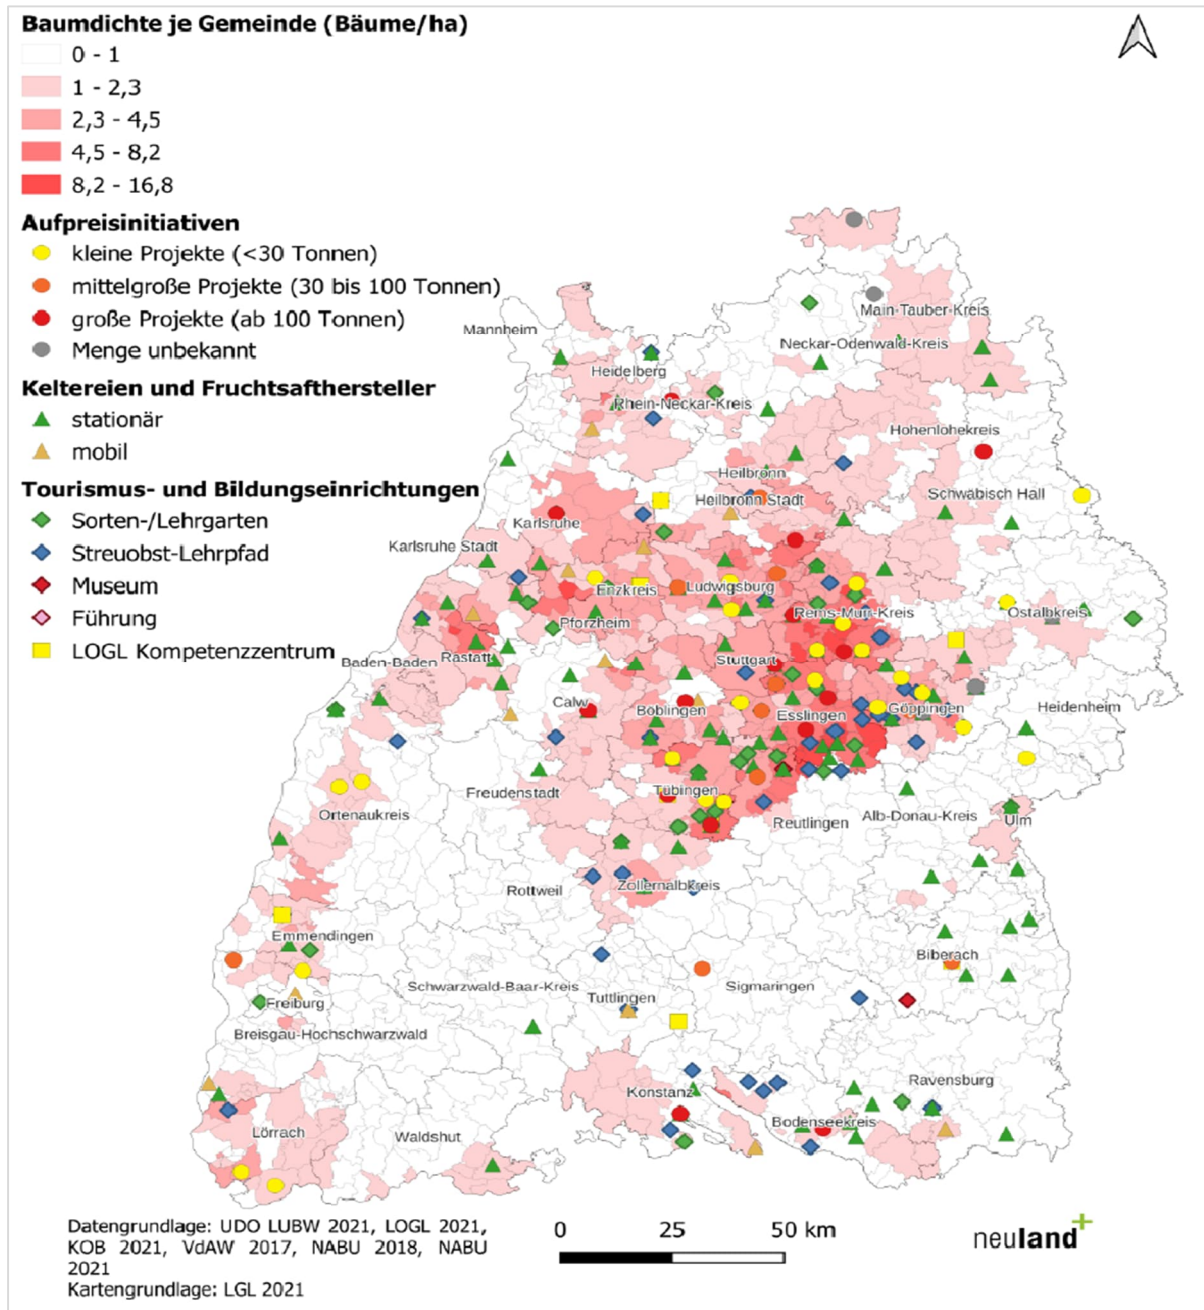 Baumdichte je Gemeinde (Bäume/ha)
0 - 1
1 - 2,3
2,3 - 4,5
4,5 - 8,2
8,2 - 16,8
Aufpreisinitiativen
kleine Projekte (<30 Tonnen)
mittelgroße Projekte (30 bis 100 Tonnen)
große Projekte (ab 100 Tonnen)
Menge unbekannt
Keltereien und Fruchtsafthersteller
stationär
mobil
Tourismus- und Bildungseinrichtungen
Sorten-/Lehrgarten
Streuobst-Lehrpfad
Museum
Führung
LOGL Kompetenzzentrum
Main-Tauber-Kreis
Mannheim
Neckar-Odenwald-Kreis
Heidelberg
Rhein-Neckar-Kreis
Hohenlohekreis
Heilbronn
Schwäbisch Hall
Heilbronn Stadt
Karlsruhe
Karlsruhe Stadt
Enzkreis
Ludwigsburg
Rems-Murr-Kreis
Ostalbkreis
Pforzheim
Baden-Baden
Rastatt
Stuttgart
Calw
Böblingen
Esslingen
Göppingen
Heidenheim
Freudenstadt
Tübingen
Ortenaukreis
Reutlingen
Alb-Donau-Kreis
Ulm
Rottweil
Zollernalbkreis
Emmendingen
Biberach
Schwarzwald-Baar-Kreis
Tuttlingen
Sigmaringen
Freiburg
Breisgau-Hochschwarzwald
Konstanz
Ravensburg
Bodenseekreis
Lörrach
Waldshut
Datengrundlage: UDO LUBW 2021, LOGL 2021,
KOB 2021, VdAW 2017, NABU 2018, NABU
2021
Kartengrundlage: LGL 2021
0 25 50 km
neuland+